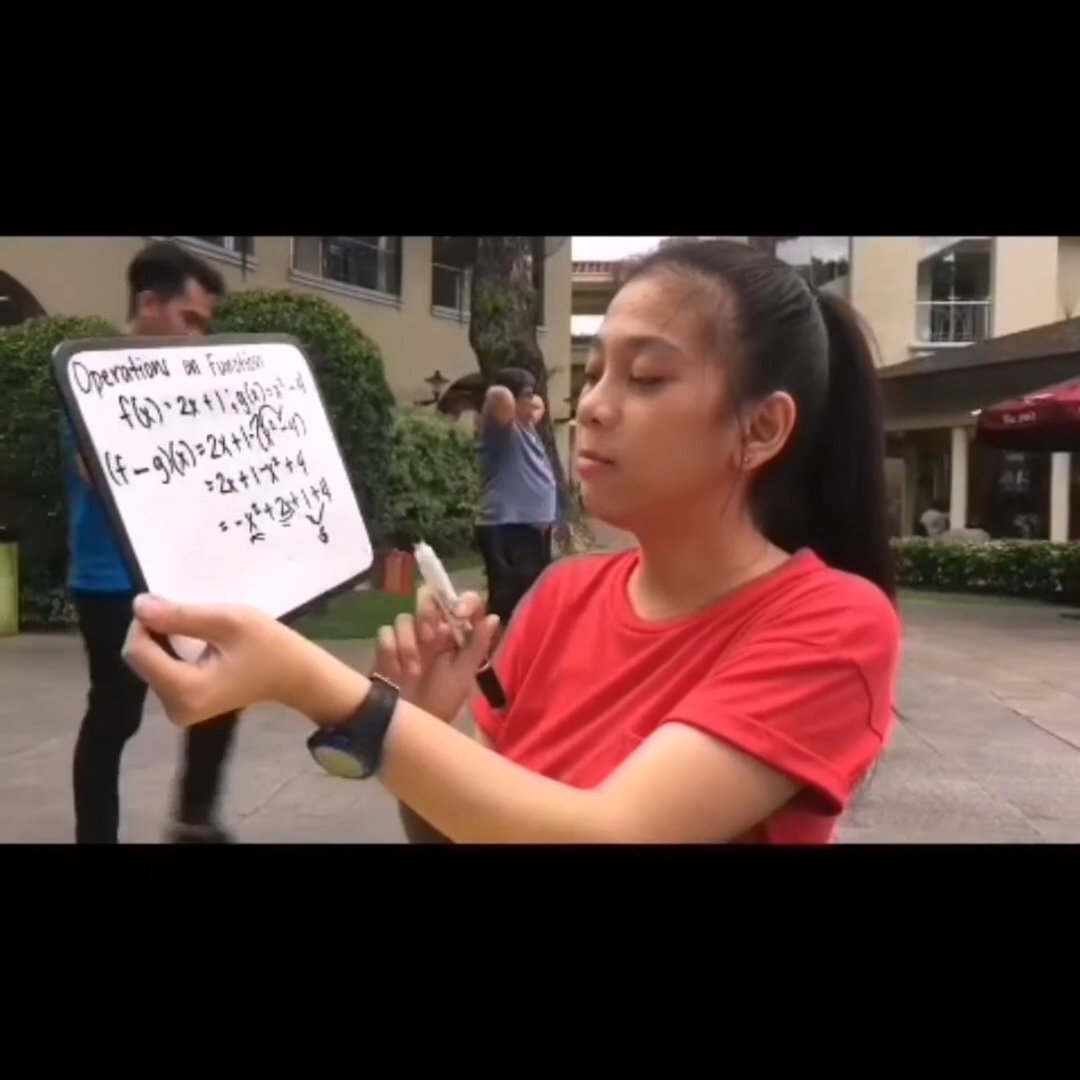 Operations on Function
f(x) = 2x + 1, g(x) = x² - 4
(f - g)(x) = 2x + 1 - (x² - 4)
= 2x + 1 - x² + 4
= -x² + 2x + 1 + 4
5